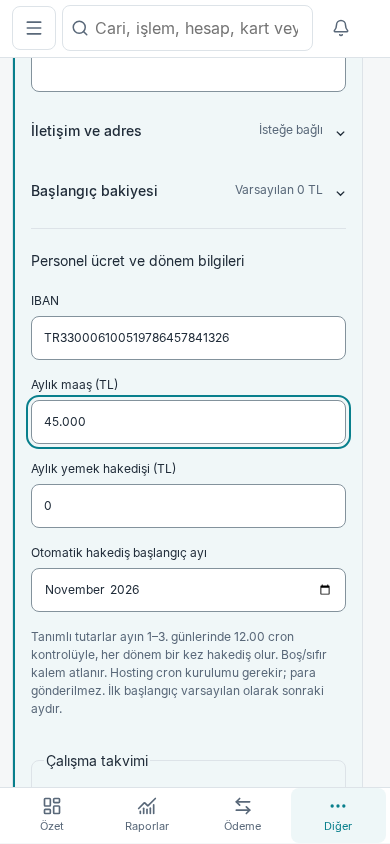 Cari, işlem, hesap, kart vey
İletişim ve adres
İsteğe bağlı
Başlangıç bakiyesi
Varsayılan 0 TL
Personel ücret ve dönem bilgileri
IBAN
TR330006100519786457841326
Aylık maaş (TL)
45.000
Aylık yemek hakedişi (TL)
0
Otomatik hakediş başlangıç ayı
November 2026
Tanımlı tutarlar ayın 1–3. günlerinde 12.00 cron
kontrolüyle, her dönem bir kez hakediş olur. Boş/sıfır
kalem atlanır. Hosting cron kurulumu gerekir; para
gönderilmez. İlk başlangıç varsayılan olarak sonraki
aydır.
Çalışma takvimi
Özet
Raporlar
Ödeme
Diğer